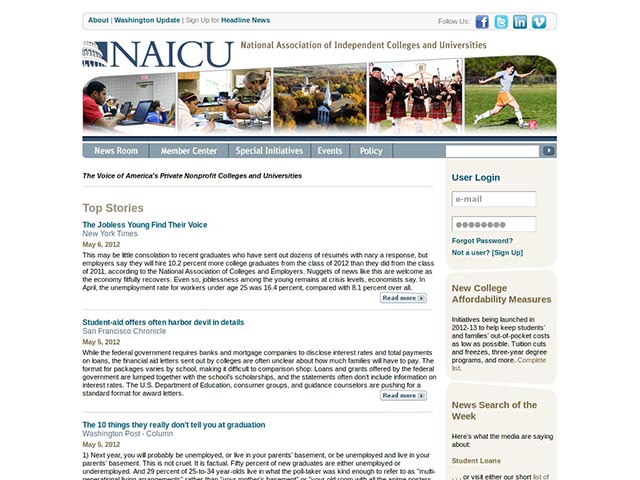 About | Washington Update | Sign Up for Headline News
Follow Us:
NAICU National Association of Independent Colleges and Universities
News Room Member Center Special Initiatives Events Policy
The Voice of America's Private Nonprofit Colleges and Universities
Top Stories
The Jobless Young Find Their Voice
New York Times
May 6, 2012
This may be little consolation to recent graduates who have sent out dozens of résumés with nary a response, but
employers say they will hire 10.2 percent more college graduates from the class of 2012 than they did from the class
of 2011, according to the National Association of Colleges and Employers. Nuggets of news like this are welcome as
the economy fitfully recovers. Even so, joblessness among the young remains at crisis levels, economists say. In
April, the unemployment rate for workers under age 25 was 16.4 percent, compared with 8.1 percent over all.
Read more
Student-aid offers often harbor devil in details
San Francisco Chronicle
May 5, 2012
While the federal government requires banks and mortgage companies to disclose interest rates and total payments
on loans, the financial aid letters sent out by colleges are often unclear about how much families will have to pay. The
format for packages varies by school, making it difficult to comparison shop: Loans and grants offered by the federal
government are lumped together with the school's scholarships, and the statements often don't include information on
interest rates. The U.S. Department of Education, consumer groups, and guidance counselors are pushing for a
standard format for award letters.
Read more
The 10 things they really don't tell you at graduation
Washington Post - Column
May 5, 2012
1) Next year, you will probably be unemployed, or live in your parents' basement, or be unemployed and live in your
parents' basement. This is not cruel. It is factual. Fifty percent of new graduates are either unemployed or
underemployed. And 29 percent of 25-to-34 year-olds live in what the poll-taker was kind enough to refer to as "multi-
generational living arrangements" rather than "your mother's basement" or "your old room with all the anime posters
User Login
e-mail
Forgot Password?
Not a user? [Sign Up]
New College
Affordability Measures
Initiatives being launched in
2012-13 to help keep students'
and families' out-of-pocket costs
as low as possible. Tuition cuts
and freezes, three-year degree
programs, and more. Complete
list.
News Search of the
Week
Here's what the media are saying
about:
Student Loans
. . . or visit either our short list of